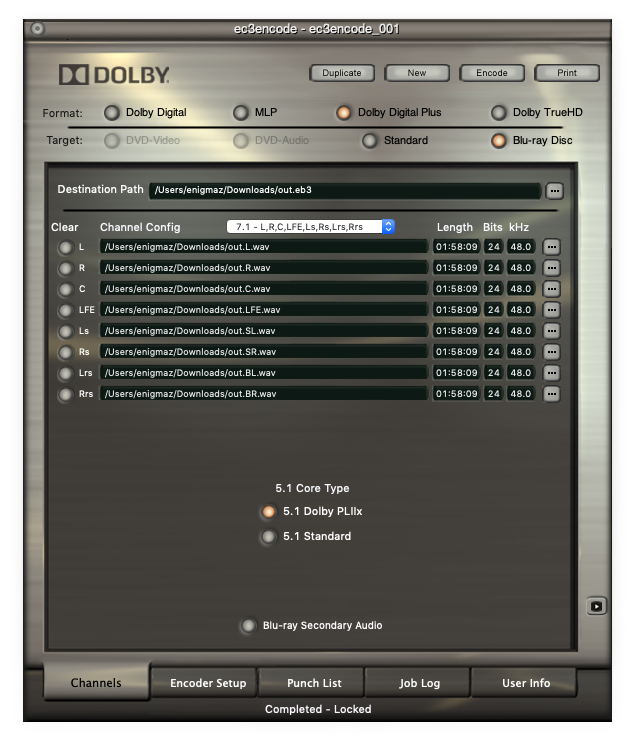 ec3encode - ec3encode_001
DOLBY Duplicate New Encode Print
Format: Dolby Digital MLP Dolby Digital Plus Dolby TrueHD
Target: DVD-Video DVD-Audio Standard Blu-ray Disc
Destination Path /Users/enigmaz/Downloads/out.eb3 ...
Clear Channel Config 7.1 - L,R,C,LFE,Ls,Rs,Lrs,Rrs Length Bits kHz
L /Users/enigmaz/Downloads/out.L.wav 01:58:09 24 48.0 ...
R /Users/enigmaz/Downloads/out.R.wav 01:58:09 24 48.0 ...
C /Users/enigmaz/Downloads/out.C.wav 01:58:09 24 48.0 ...
LFE /Users/enigmaz/Downloads/out.LFE.wav 01:58:09 24 48.0 ...
Ls /Users/enigmaz/Downloads/out.SL.wav 01:58:09 24 48.0 ...
Rs /Users/enigmaz/Downloads/out.SR.wav 01:58:09 24 48.0 ...
Lrs /Users/enigmaz/Downloads/out.BL.wav 01:58:09 24 48.0 ...
Rrs /Users/enigmaz/Downloads/out.BR.wav 01:58:09 24 48.0 ...
5.1 Core Type
5.1 Dolby PLIIx
5.1 Standard
Blu-ray Secondary Audio
Channels Encoder Setup Punch List Job Log User Info
Completed - Locked